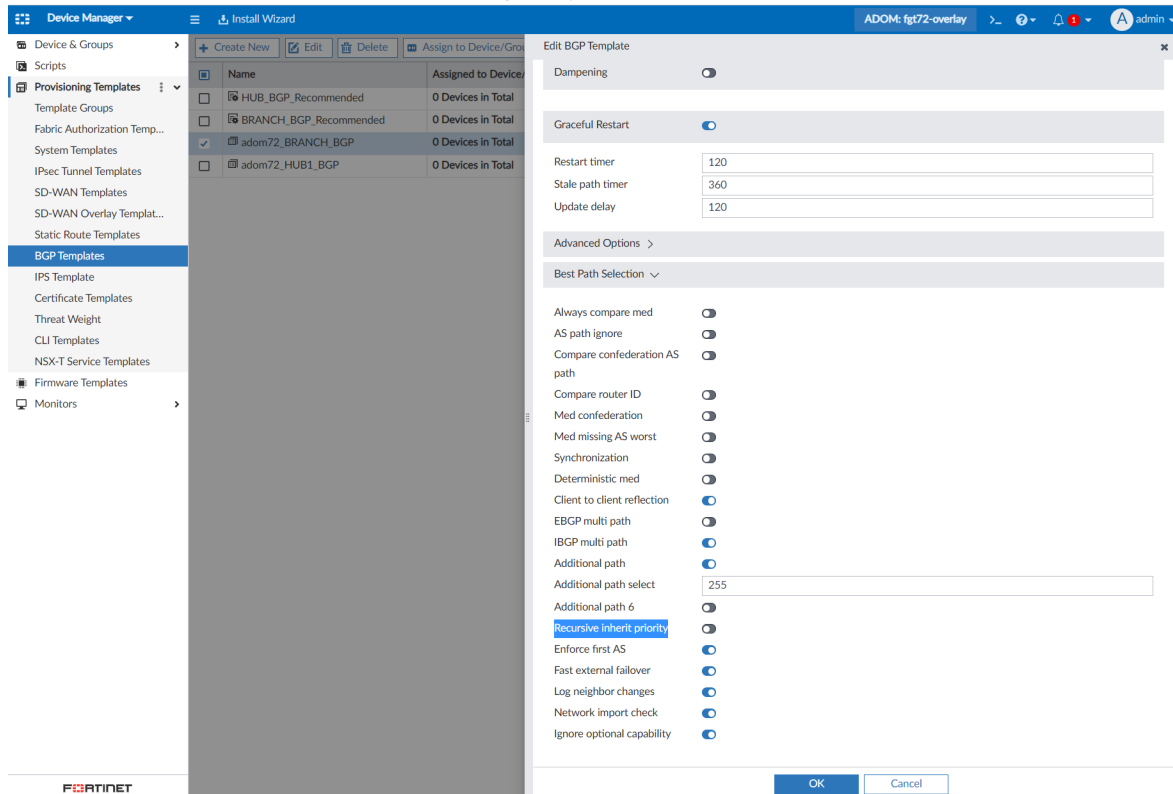 Device Manager
Install Wizard
ADOM: fgt72-overlay
>_
?
1
A
admin
Device & Groups
Scripts
Provisioning Templates
Template Groups
Fabric Authorization Temp...
System Templates
IPsec Tunnel Templates
SD-WAN Templates
SD-WAN Overlay Templat...
Static Route Templates
BGP Templates
IPS Template
Certificate Templates
Threat Weight
CLI Templates
NSX-T Service Templates
Firmware Templates
Monitors
FORTINET
+ Create New
Edit
Delete
Assign to Device/Grou
Name
Assigned to Device/
HUB_BGP_Recommended
0 Devices in Total
BRANCH_BGP_Recommended
0 Devices in Total
adom72_BRANCH_BGP
0 Devices in Total
adom72_HUB1_BGP
0 Devices in Total
Edit BGP Template
Dampening
Graceful Restart
Restart timer
120
Stale path timer
360
Update delay
120
Advanced Options
Best Path Selection
Always compare med
AS path ignore
Compare confederation AS
path
Compare router ID
Med confederation
Med missing AS worst
Synchronization
Deterministic med
Client to client reflection
EBGP multi path
IBGP multi path
Additional path
Additional path select
255
Additional path 6
Recursive inherit priority
Enforce first AS
Fast external failover
Log neighbor changes
Network import check
Ignore optional capability
OK
Cancel